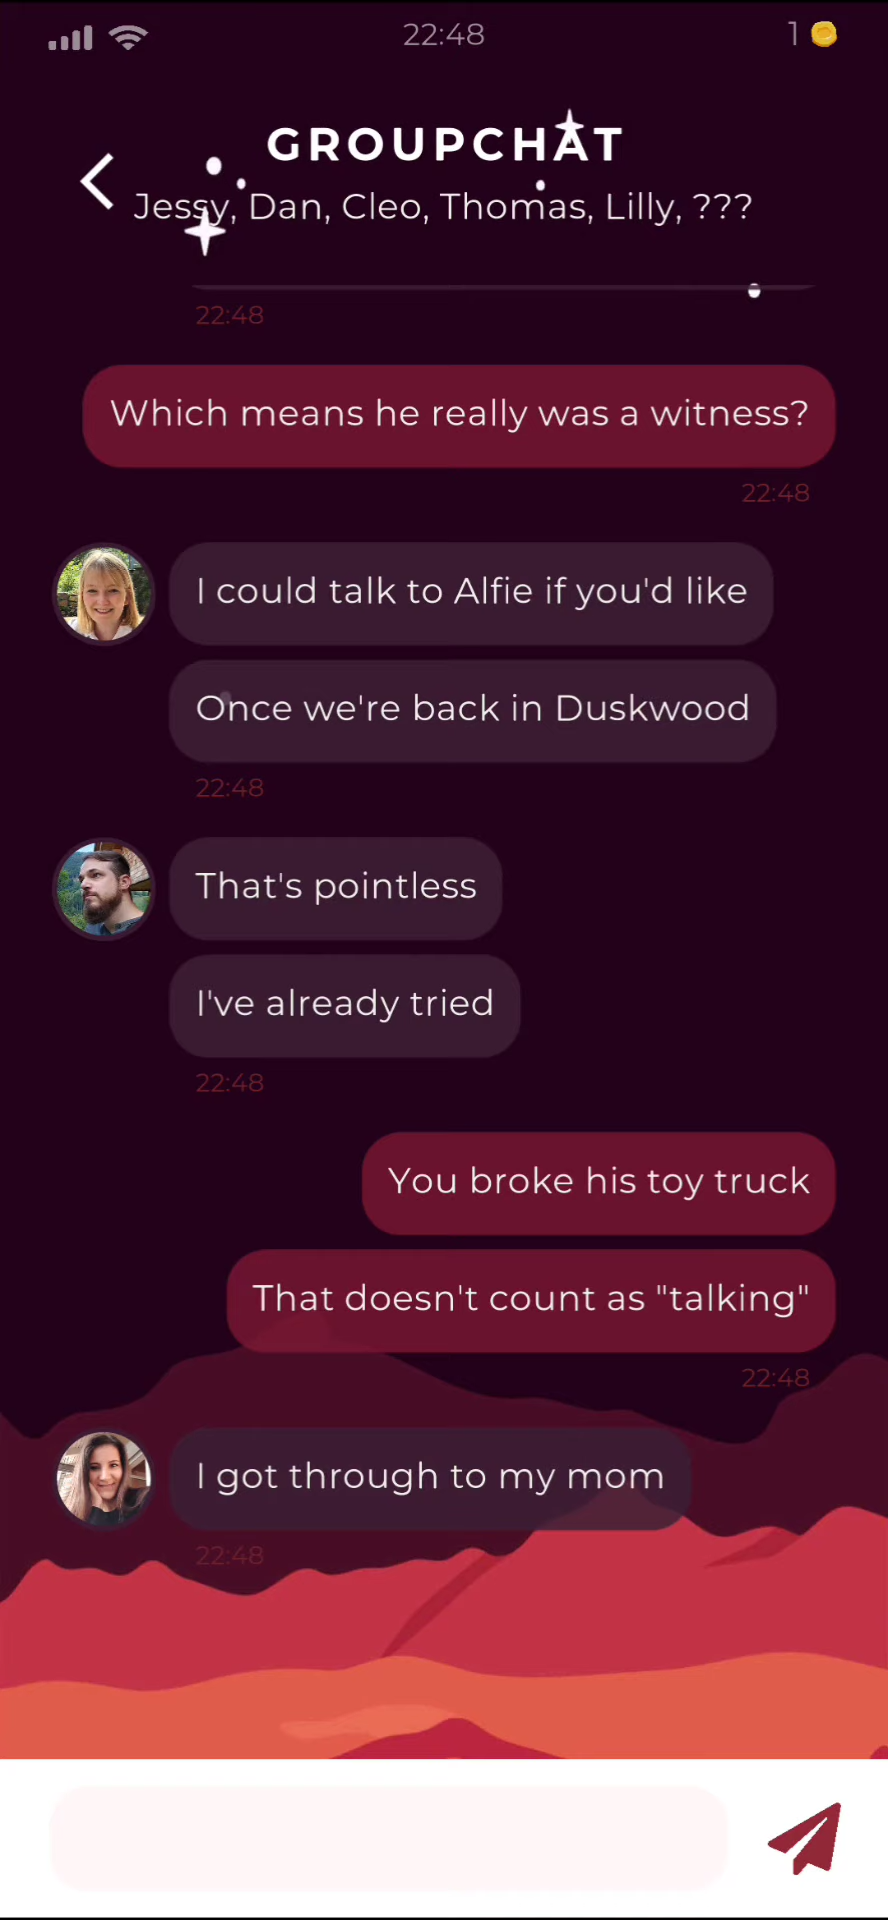 22:48
1
GROUPCHAT
Jessy, Dan, Cleo, Thomas, Lilly, ???
22:48
Which means he really was a witness?
22:48
I could talk to Alfie if you'd like
Once we're back in Duskwood
22:48
That's pointless
I've already tried
22:48
You broke his toy truck
That doesn't count as "talking"
22:48
I got through to my mom
22:48